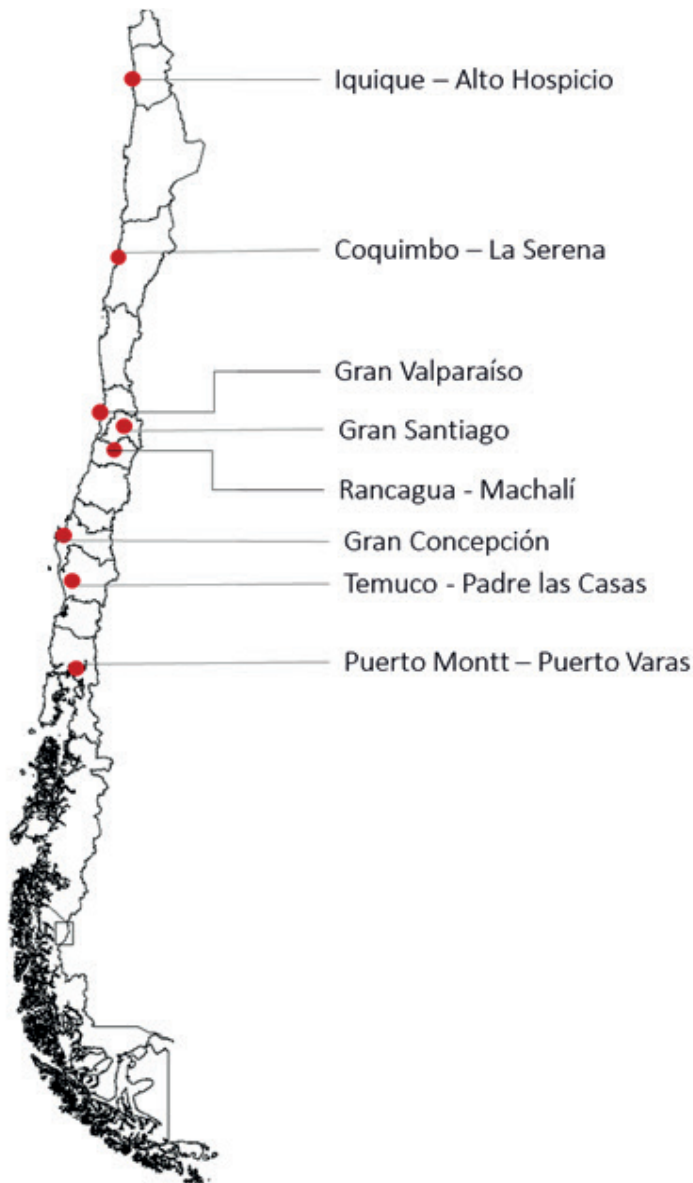 Iquique – Alto Hospicio
Coquimbo – La Serena
Gran Valparaíso
Gran Santiago
Rancagua - Machalí
Gran Concepción
Temuco - Padre las Casas
Puerto Montt – Puerto Varas